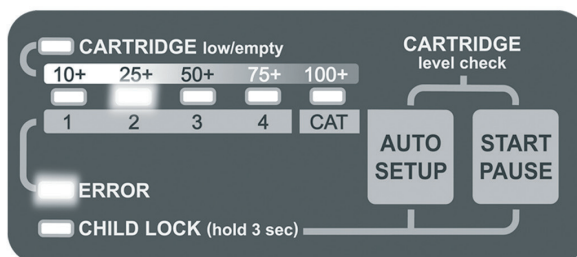 CARTRIDGE low/empty
10+ 25+ 50+ 75+ 100+
1 2 3 4 CAT
ERROR
CHILD LOCK (hold 3 sec)
CARTRIDGE
level check
AUTO
SETUP
START
PAUSE